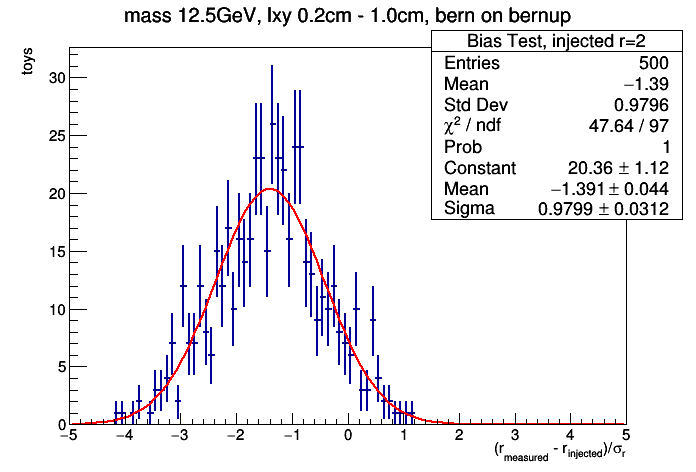 mass 12.5GeV, lxy 0.2cm - 1.0cm, bern on bernup
Bias Test, injected r=2
Entries 500
Mean −1.39
Std Dev 0.9796
χ² / ndf 47.64 / 97
Prob 1
Constant 20.36 ± 1.12
Mean −1.391 ± 0.044
Sigma 0.9799 ± 0.0312
toys
30
25
20
15
10
5
0
−5 −4 −3 −2 −1 0 1 2 3 4 5
(r_measured - r_injected)/σ_r